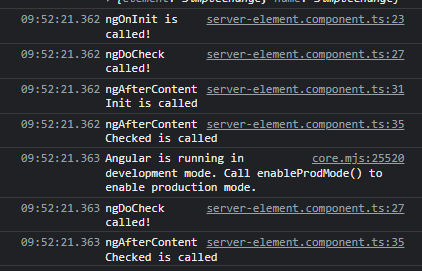 09:52:21.362 ngOnInit is server-element.component.ts:23
called!
09:52:21.362 ngDoCheck server-element.component.ts:27
called!
09:52:21.362 ngAfterContent server-element.component.ts:31
Init is called
09:52:21.362 ngAfterContent server-element.component.ts:35
Checked is called
09:52:21.363 Angular is running in core.mjs:25520
development mode. Call enableProdMode() to
enable production mode.
09:52:21.363 ngDoCheck server-element.component.ts:27
called!
09:52:21.363 ngAfterContent server-element.component.ts:35
Checked is called